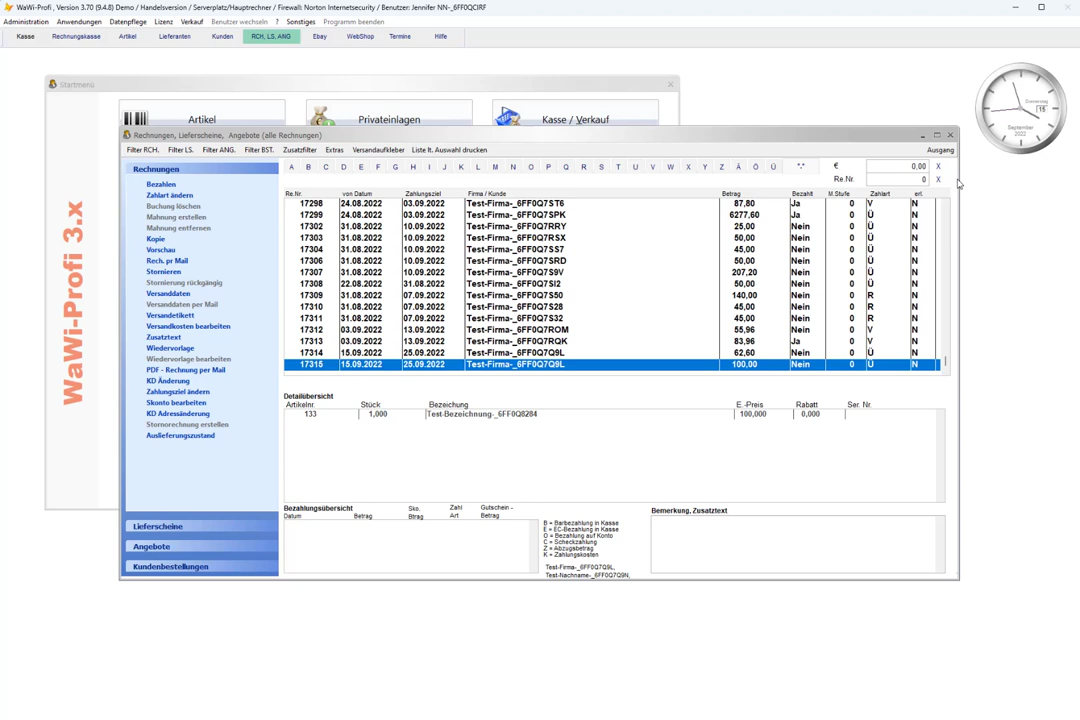 WaWi-Profi , Version 3.70 (9.4.8) Demo / Handelsversion / Serverplatz/Hauptrechner / Firewall: Norton Internetsecurity / Benutzer: Jennifer NN-_6FF0QCIRF
Administration Anwendungen Datenpflege Lizenz Verkauf Benutzer wechseln ? Sonstiges Programm beenden
Kasse Rechnungskasse Artikel Lieferanten Kunden RCH, LS, ANG Ebay WebShop Termine Hilfe
Startmenü
Artikel Privateinlagen Kasse / Verkauf
WaWi-Profi 3.x
Donnerstag
15
September
2022
Rechnungen, Lieferscheine, Angebote (alle Rechnungen)
Filter RCH. Filter LS. Filter ANG. Filter BST. Zusatzfilter Extras Versandaufkleber Liste lt. Auswahl drucken Ausgang
Rechnungen
Bezahlen
Zahlart ändern
Buchung löschen
Mahnung erstellen
Mahnung entfernen
Kopie
Vorschau
Rech. pr Mail
Stornieren
Stornierung rückgängig
Versanddaten
Versanddaten per Mail
Versandetikett
Versandkosten bearbeiten
Zusatztext
Wiedervorlage
Wiedervorlage bearbeiten
PDF - Rechnung per Mail
KD Änderung
Zahlungsziel ändern
Skonto bearbeiten
KD Adressänderung
Stornorechnung erstellen
Auslieferungszustand
Lieferscheine
Angebote
Kundenbestellungen
A B C D E F G H I J K L M N O P Q R S T U V W X Y Z Ä Ö Ü *.*
€ 0,00 X
Re Nr. 0 X
Re.Nr. von Datum Zahlungsziel Firma / Kunde Betrag Bezahlt M.Stufe Zahlart erl.
17298 24.08.2022 03.09.2022 Test-Firma-_6FF0Q7ST6 87,80 Ja 0 V N
17299 24.08.2022 03.09.2022 Test-Firma-_6FF0Q7SPK 6277,60 Ja 0 Ü N
17302 31.08.2022 10.09.2022 Test-Firma-_6FF0Q7RRY 25,00 Nein 0 Ü N
17303 31.08.2022 10.09.2022 Test-Firma-_6FF0Q7RSX 50,00 Nein 0 Ü N
17304 31.08.2022 10.09.2022 Test-Firma-_6FF0Q7SS7 45,00 Nein 0 Ü N
17306 31.08.2022 10.09.2022 Test-Firma-_6FF0Q7SRD 50,00 Nein 0 Ü N
17307 31.08.2022 10.09.2022 Test-Firma-_6FF0Q7S9V 207,20 Nein 0 Ü N
17308 22.08.2022 31.08.2022 Test-Firma-_6FF0Q7SI2 50,00 Nein 0 Ü N
17309 31.08.2022 07.09.2022 Test-Firma-_6FF0Q7S50 140,00 Nein 0 R N
17310 31.08.2022 07.09.2022 Test-Firma-_6FF0Q7S28 45,00 Nein 0 R N
17311 31.08.2022 07.09.2022 Test-Firma-_6FF0Q7S32 45,00 Nein 0 R N
17312 03.09.2022 13.09.2022 Test-Firma-_6FF0Q7ROM 55,96 Nein 0 V N
17313 03.09.2022 13.09.2022 Test-Firma-_6FF0Q7RQK 83,96 Ja 0 V N
17314 15.09.2022 25.09.2022 Test-Firma-_6FF0Q7Q9L 62,60 Nein 0 Ü N
17315 15.09.2022 25.09.2022 Test-Firma-_6FF0Q7Q9L 100,00 Nein 0 Ü N
Detailübersicht
Artikelnr. Stück Bezeichung E.-Preis Rabatt Ser. Nr.
133 1,000 Test-Bezeichnung-_6FF0Q8284 100,000 0,000
Bezahlungsübersicht
Datum Betrag Sko. Btrag Zahl Art Gutschein - Betrag
B = Barbezahlung in Kasse
E = EC-Bezahlung in Kasse
O = Bezahlung auf Konto
C = Scheckzahlung
Z = Abzugsbetrag
K = Zahlungskosten
Test-Firma-_6FF0Q7Q9L,
Test-Nachname-_6FF0Q7Q9N,
Bemerkung, Zusatztext